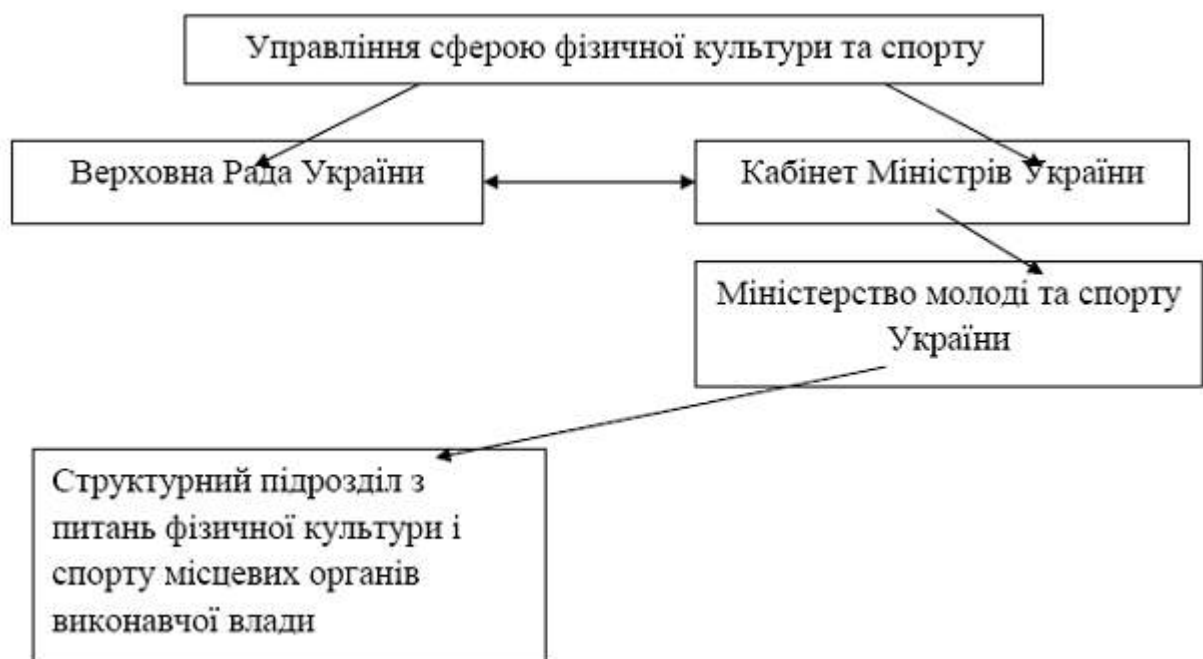 Управління сферою фізичної культури та спорту
Верховна Рада України
Кабінет Міністрів України
Міністерство молоді та спорту
України
Структурний підрозділ з
питань фізичної культури і
спорту місцевих органів
виконавчої влади